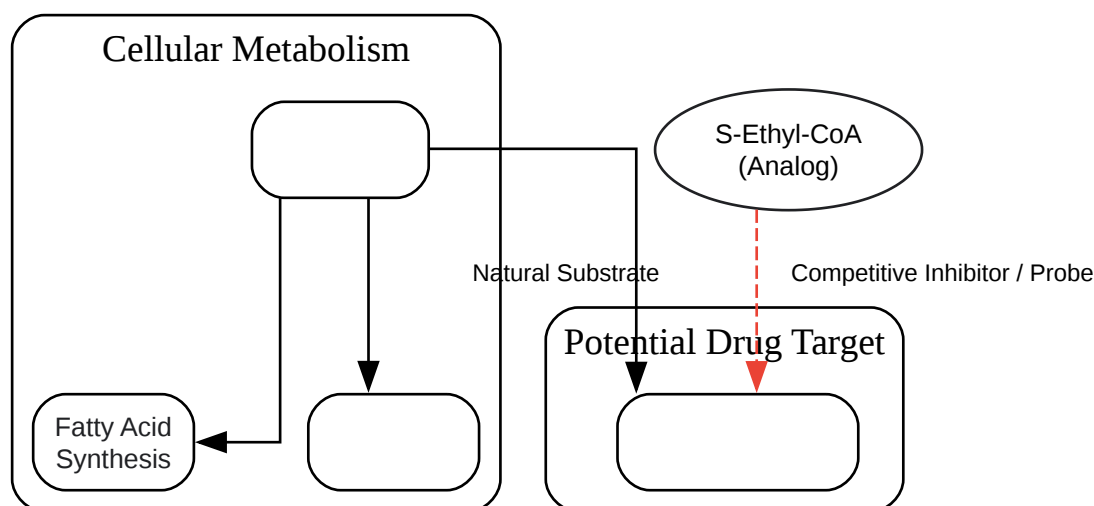 Cellular Metabolism
S-Ethyl-CoA
(Analog)
Natural Substrate
Competitive Inhibitor / Probe
Potential Drug Target
Fatty Acid
Synthesis